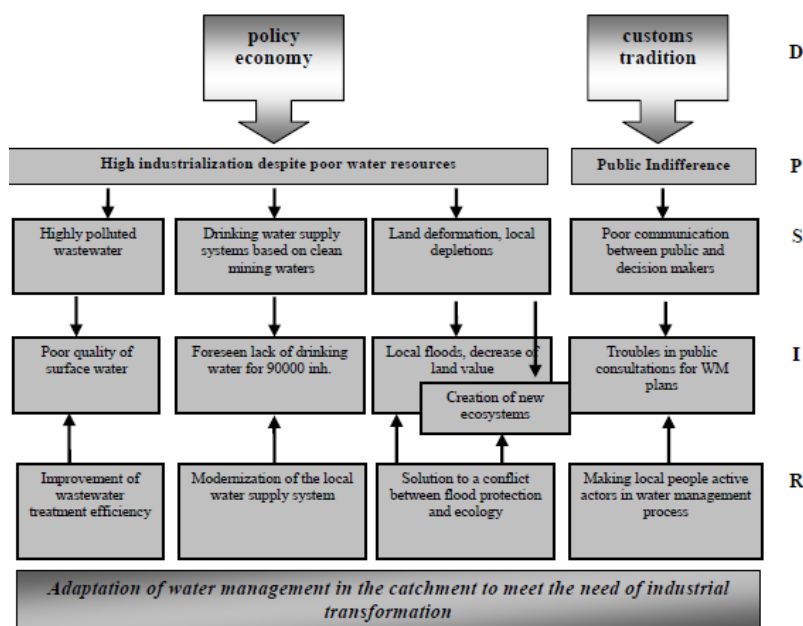 policy
economy
customs
tradition
D
High industrialization despite poor water resources
Public Indifference
P
Highly polluted
wastewater
Drinking water supply
systems based on clean
mining waters
Land deformation, local
depletions
Poor communication
between public and
decision makers
S
Poor quality of
surface water
Foreseen lack of drinking
water for 90000 inh.
Local floods, decrease of
land value
Creation of new
ecosystems
Troubles in public
consultations for WM
plans
I
Improvement of
wastewater
treatment efficiency
Modernization of the local
water supply system
Solution to a conflict
between flood protection
and ecology
Making local people active
actors in water management
process
R
Adaptation of water management in the catchment to meet the need of industrial
transformation